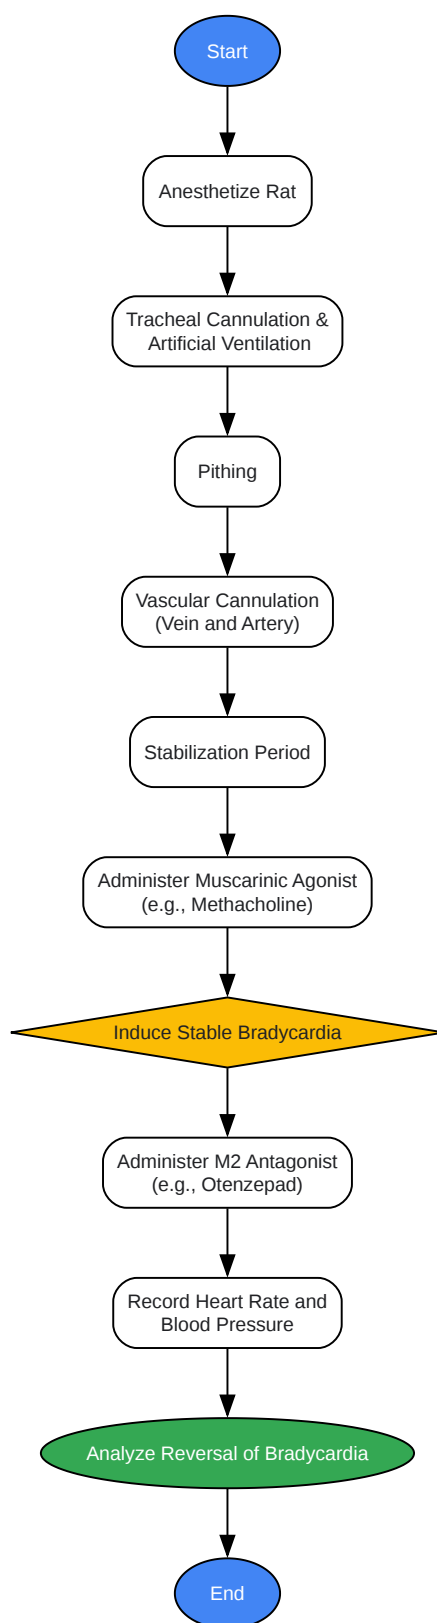 Start
Anesthetize Rat
Tracheal Cannulation &
Artificial Ventilation
Pithing
Vascular Cannulation
(Vein and Artery)
Stabilization Period
Administer Muscarinic Agonist
(e.g., Methacholine)
Induce Stable Bradycardia
Administer M2 Antagonist
(e.g., Otenzepad)
Record Heart Rate and
Blood Pressure
Analyze Reversal of Bradycardia
End